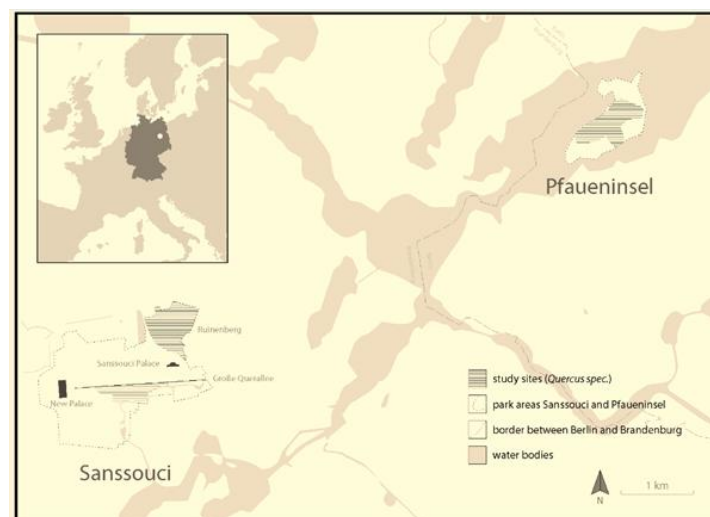 Pfaueninsel
Ruinenberg
Sanssouci Palace
Große Querallee
New Palace
Sanssouci
study sites (Quercus spec.)
park areas Sanssouci and Pfaueninsel
border between Berlin and Brandenburg
water bodies
N
1 km